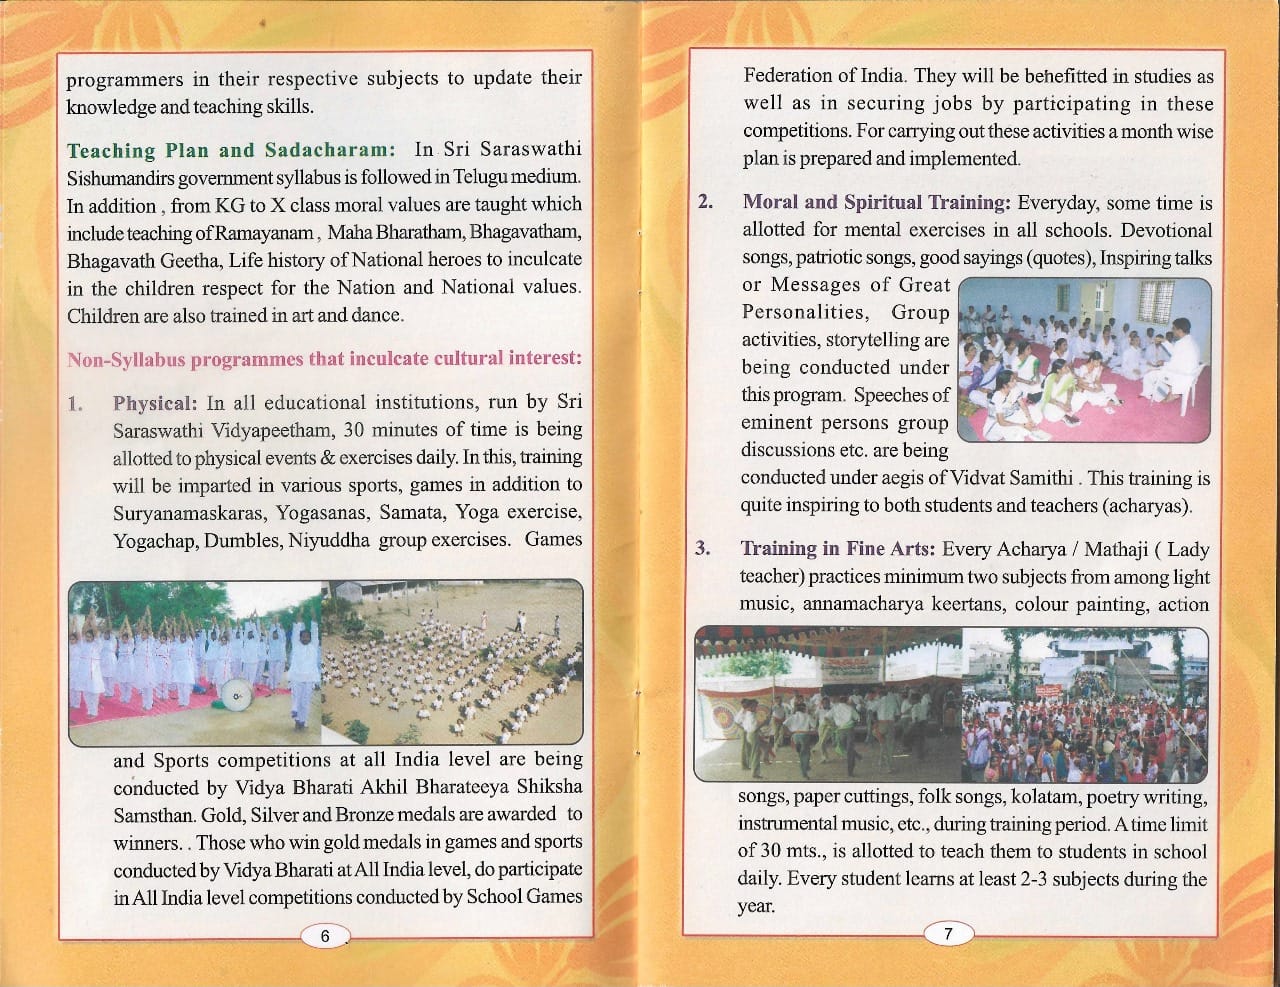 programmers in their respective subjects to update their
knowledge and teaching skills.
Teaching Plan and Sadacharam: In Sri Saraswathi
Sishumandirs government syllabus is followed in Telugu medium.
In addition , from KG to X class moral values are taught which
include teaching of Ramayanam , Maha Bharatham, Bhagavatham,
Bhagavath Geetha, Life history of National heroes to inculcate
in the children respect for the Nation and National values.
Children are also trained in art and dance.
Non-Syllabus programmes that inculcate cultural interest:
1. Physical: In all educational institutions, run by Sri
Saraswathi Vidyapeetham, 30 minutes of time is being
allotted to physical events & exercises daily. In this, training
will be imparted in various sports, games in addition to
Suryanamaskaras, Yogasanas, Samata, Yoga exercise,
Yogachap, Dumbles, Niyuddha group exercises. Games
and Sports competitions at all India level are being
conducted by Vidya Bharati Akhil Bharateeya Shiksha
Samsthan. Gold, Silver and Bronze medals are awarded to
winners. . Those who win gold medals in games and sports
conducted by Vidya Bharati at All India level, do participate
in All India level competitions conducted by School Games
6
Federation of India. They will be behefitted in studies as
well as in securing jobs by participating in these
competitions. For carrying out these activities a month wise
plan is prepared and implemented.
2. Moral and Spiritual Training: Everyday, some time is
allotted for mental exercises in all schools. Devotional
songs, patriotic songs, good sayings (quotes), Inspiring talks
or Messages of Great
Personalities, Group
activities, storytelling are
being conducted under
this program. Speeches of
eminent persons group
discussions etc. are being
conducted under aegis of Vidvat Samithi . This training is
quite inspiring to both students and teachers (acharyas).
3. Training in Fine Arts: Every Acharya / Mathaji ( Lady
teacher) practices minimum two subjects from among light
music, annamacharya keertans, colour painting, action
songs, paper cuttings, folk songs, kolatam, poetry writing,
instrumental music, etc., during training period. A time limit
of 30 mts., is allotted to teach them to students in school
daily. Every student learns at least 2-3 subjects during the
year.
7